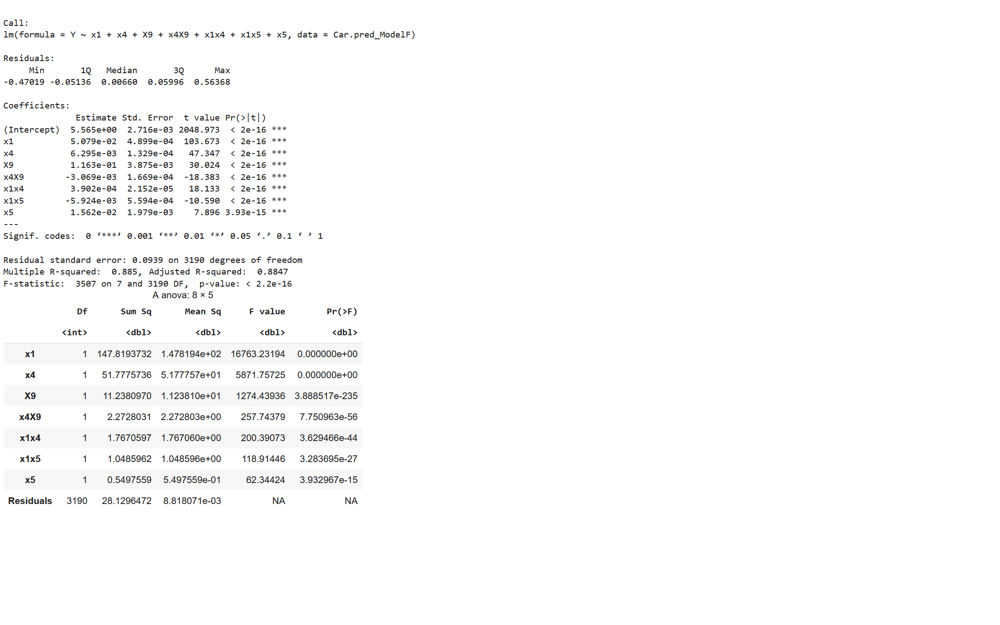 Call:
lm(formula = Y ~ x1 + x4 + X9 + x4X9 + x1x4 + x1x5 + x5, data = Car.pred_ModelF)
Residuals:
Min 1Q Median 3Q Max
-0.47019 -0.05136 0.00660 0.05996 0.56368
Coefficients:
Estimate Std. Error t value Pr(>|t|)
(Intercept) 5.565e+00 2.716e-03 2048.973 < 2e-16 ***
x1 5.079e-02 4.899e-04 103.673 < 2e-16 ***
x4 6.295e-03 1.329e-04 47.347 < 2e-16 ***
X9 1.163e-01 3.875e-03 30.024 < 2e-16 ***
x4X9 -3.069e-03 1.669e-04 -18.383 < 2e-16 ***
x1x4 3.902e-04 2.152e-05 18.133 < 2e-16 ***
x1x5 -5.924e-03 5.594e-04 -10.590 < 2e-16 ***
x5 1.562e-02 1.979e-03 7.896 3.93e-15 ***
---
Signif. codes: 0 ‘***’ 0.001 ‘**’ 0.01 ‘*’ 0.05 ‘.’ 0.1 ‘ ’ 1
Residual standard error: 0.0939 on 3190 degrees of freedom
Multiple R-squared: 0.885, Adjusted R-squared: 0.8847
F-statistic: 3507 on 7 and 3190 DF, p-value: < 2.2e-16
A anova: 8 × 5
Df Sum Sq Mean Sq F value Pr(>F)
<int> <dbl> <dbl> <dbl> <dbl>
x1 1 147.8193732 1.478194e+02 16763.23194 0.000000e+00
x4 1 51.7775736 5.177757e+01 5871.75725 0.000000e+00
X9 1 11.2380970 1.123810e+01 1274.43936 3.888517e-235
x4X9 1 2.2728031 2.272803e+00 257.74379 7.750963e-56
x1x4 1 1.7670597 1.767060e+00 200.39073 3.629466e-44
x1x5 1 1.0485962 1.048596e+00 118.91446 3.283695e-27
x5 1 0.5497559 5.497559e-01 62.34424 3.932967e-15
Residuals 3190 28.1296472 8.818071e-03 NA NA